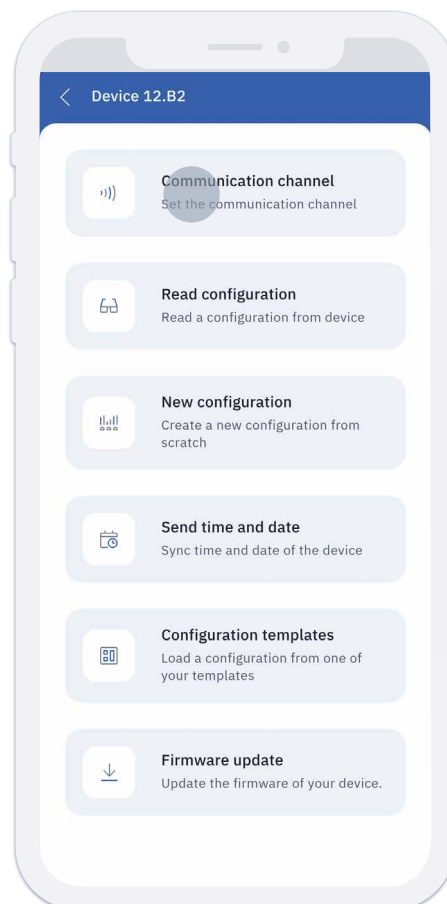 Device 12.B2
Communication channel
Set the communication channel
Read configuration
Read a configuration from device
New configuration
Create a new configuration from
scratch
Send time and date
Sync time and date of the device
Configuration templates
Load a configuration from one of
your templates
Firmware update
Update the firmware of your device.